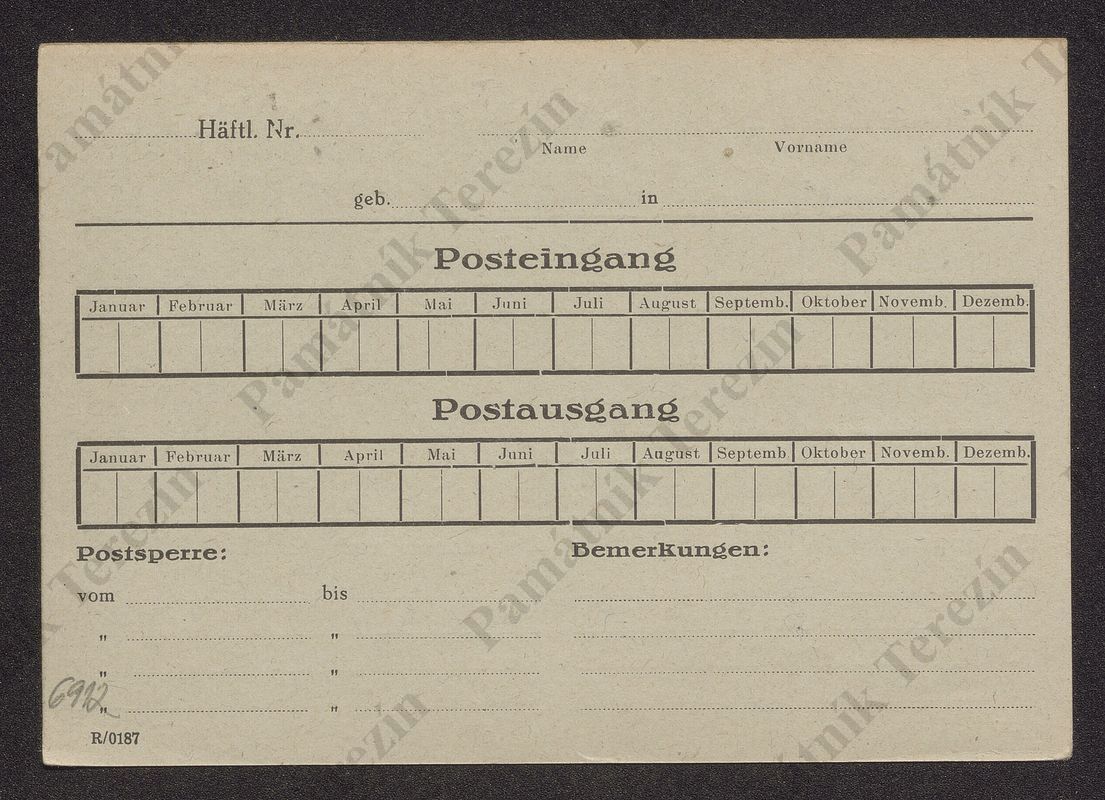 Häftl. Nr.
Name Vorname
geb. in
Posteingang
Januar Februar März April Mai Juni Juli August Septemb. Oktober Novemb. Dezemb.
Postausgang
Januar Februar März April Mai Juni Juli August Septemb Oktober Novemb. Dezemb.
Postsperre: Bemerkungen:
vom bis
" "
" "
" "
6912
R/0187
Památník Terezín